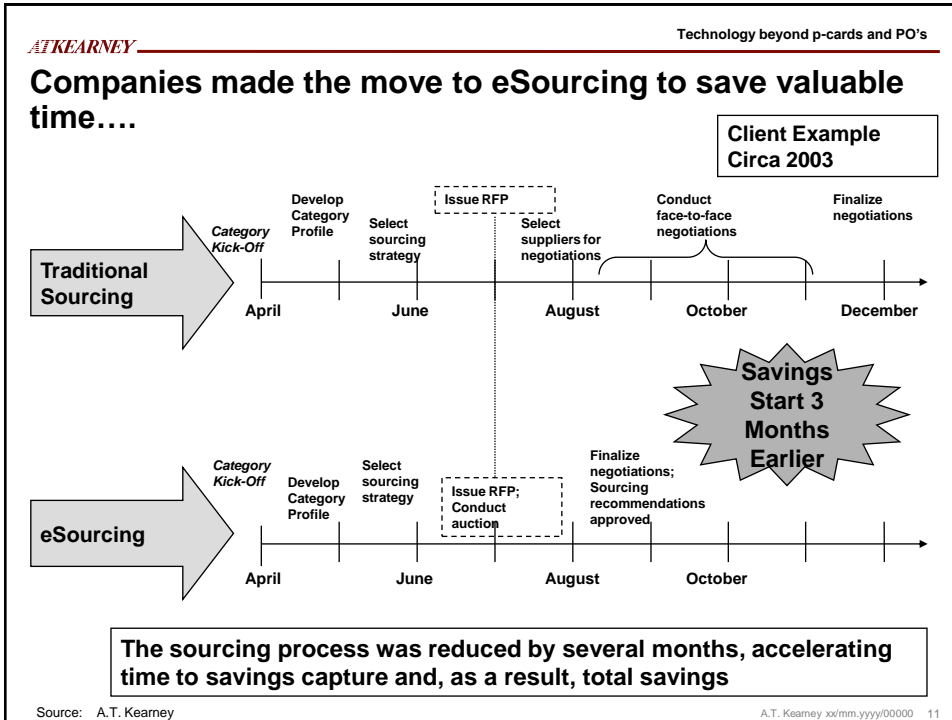 Technology beyond p-cards and PO's
ATKEARNEY
Companies made the move to eSourcing to save valuable
time….
Client Example
Circa 2003
Traditional
Sourcing
Category
Kick-Off
Develop
Category
Profile
Select
sourcing
strategy
Issue RFP
Select
suppliers for
negotiations
Conduct
face-to-face
negotiations
Finalize
negotiations
April
June
August
October
December
Savings
Start 3
Months
Earlier
eSourcing
Category
Kick-Off
Develop
Category
Profile
Select
sourcing
strategy
Issue RFP;
Conduct
auction
Finalize
negotiations;
Sourcing
recommendations
approved
April
June
August
October
The sourcing process was reduced by several months, accelerating
time to savings capture and, as a result, total savings
Source: A.T. Kearney
A.T. Kearney xx/mm.yyyy/00000 11